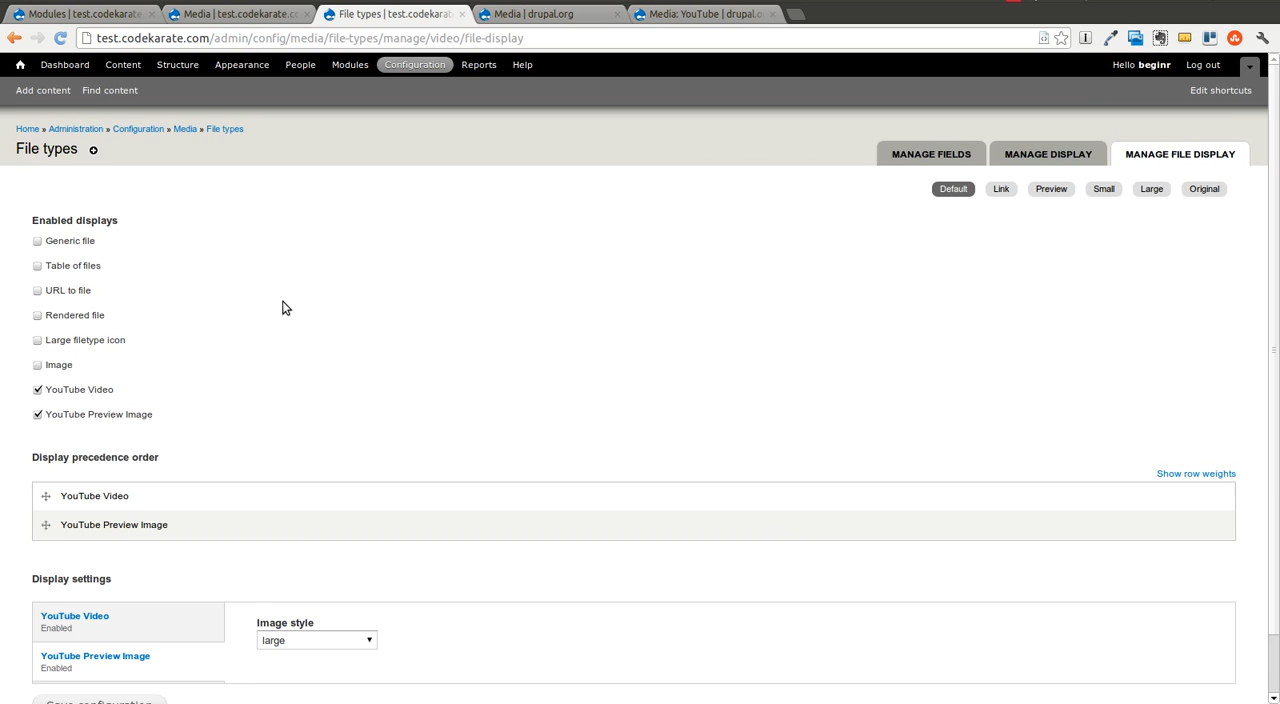 Modules | test.codekarate
Media | test.codekarate.c
File types | test.codekarat
Media | drupal.org
Media: YouTube | drupal.o
test.codekarate.com/admin/config/media/file-types/manage/video/file-display
Dashboard Content Structure Appearance People Modules Configuration Reports Help Hello beginr Log out
Add content Find content Edit shortcuts
Home » Administration » Configuration » Media » File types
File types
MANAGE FIELDS MANAGE DISPLAY MANAGE FILE DISPLAY
Default Link Preview Small Large Original
Enabled displays
Generic file
Table of files
URL to file
Rendered file
Large filetype icon
Image
YouTube Video
YouTube Preview Image
Display precedence order
Show row weights
YouTube Video
YouTube Preview Image
Display settings
YouTube Video
Enabled
Image style
large
YouTube Preview Image
Enabled
Save configuration